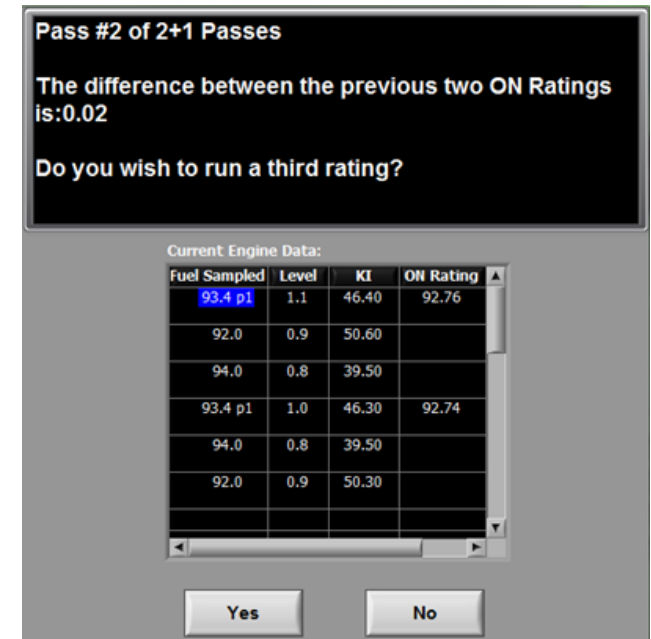 Pass #2 of 2+1 Passes
The difference between the previous two ON Ratings
is:0.02
Do you wish to run a third rating?
Current Engine Data:
Fuel Sampled Level KI ON Rating
93.4 p1 1.1 46.40 92.76
92.0 0.9 50.60
94.0 0.8 39.50
93.4 p1 1.0 46.30 92.74
94.0 0.8 39.50
92.0 0.9 50.30
Yes No